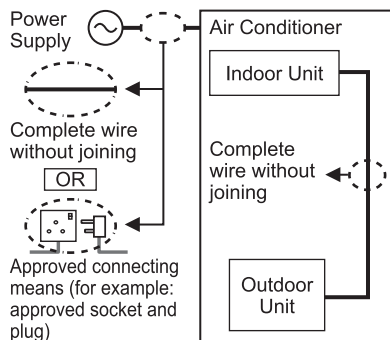 Power
Supply
Air Conditioner
Indoor Unit
Complete wire
without joining
OR
Complete
wire without
joining
Approved connecting
means (for example:
approved socket and
plug)
Outdoor
Unit